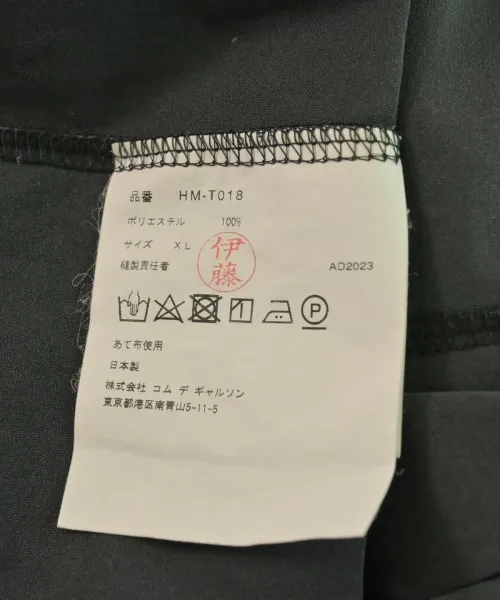 品番 HM-T018
ポリエステル 100%
サイズ XL
縫製責任者 伊藤 AD2023
P
あて布使用
日本製
株式会社 コム デ ギャルソン
東京都港区南青山5-11-5